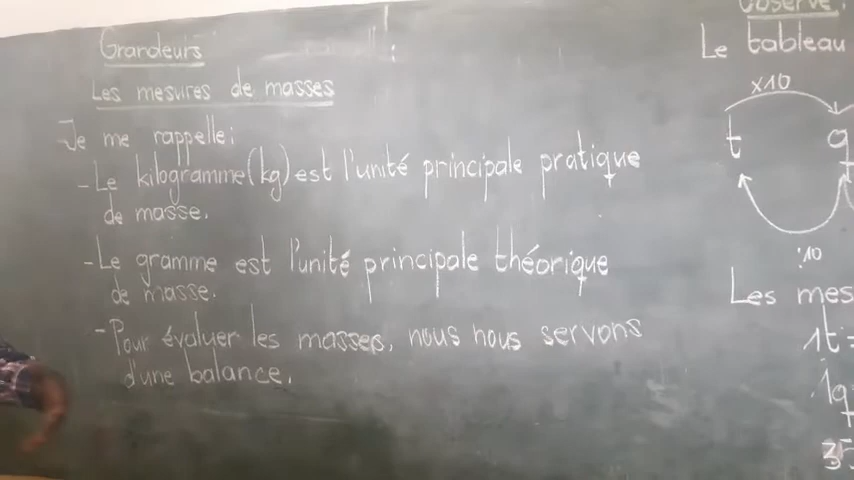 Grandeurs
Les mesures de masses
Je me rappelle:
- Le kilogramme (kg) est l'unité principale pratique
de masse.
- Le gramme est l'unité principale théorique
de masse.
- Pour évaluer les masses, nous nous servons
d'une balance.
Observe:
Le tableau
x10
t q
:10
Les mes
1t =
1q
35